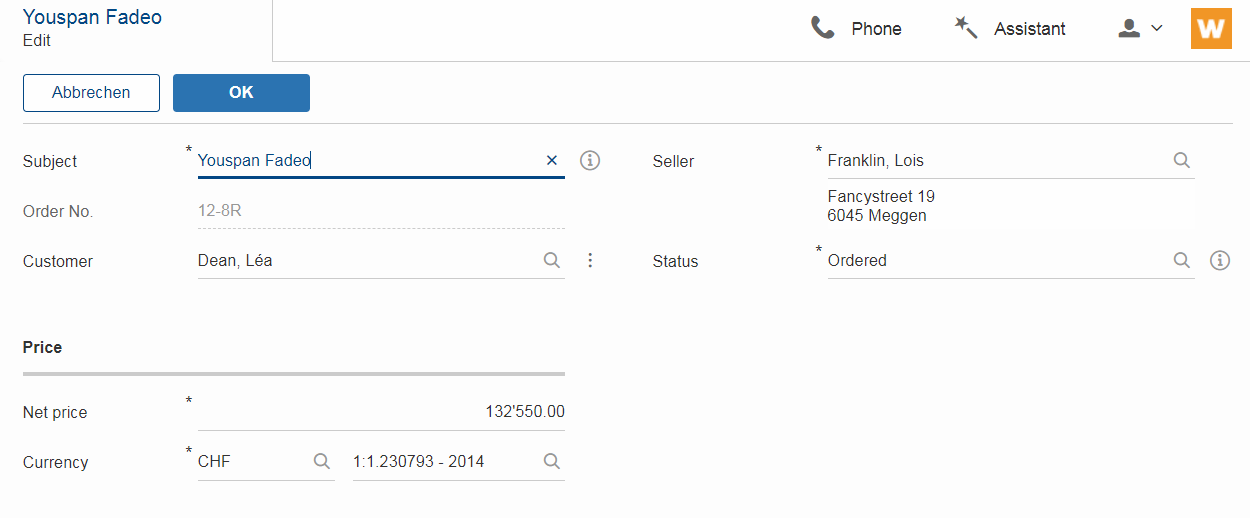 Youspan Fadeo
Edit
Phone
Assistant
W
Abbrechen
OK
Subject * Youspan Fadeo
Seller * Franklin, Lois
Fancystreet 19
6045 Meggen
Order No. 12-8R
Customer Dean, Léa
Status * Ordered
Price
Net price * 132'550.00
Currency * CHF 1:1.230793 - 2014